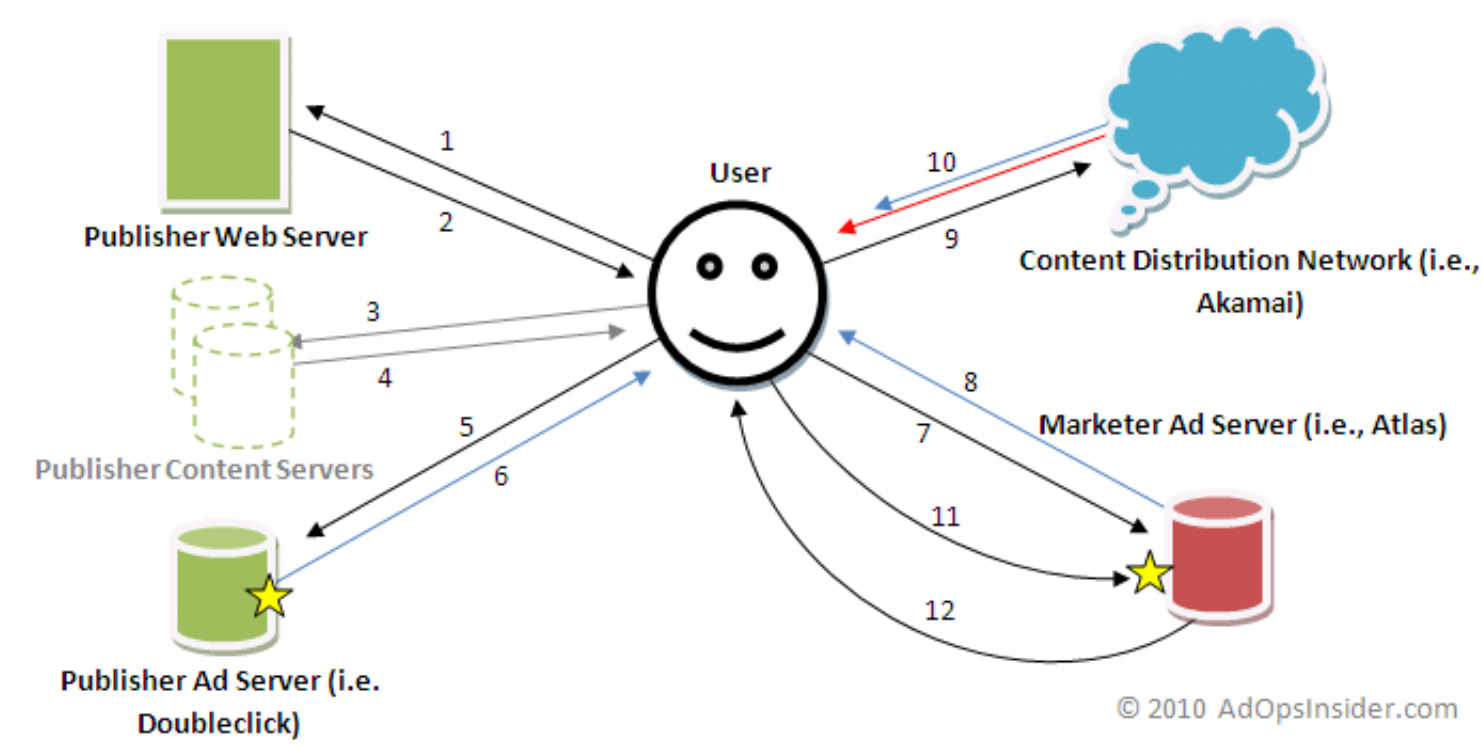 1
2
Publisher Web Server
User
10
9
Content Distribution Network (i.e.,
Akamai)
3
4
Publisher Content Servers
5
6
Publisher Ad Server (i.e.
Doubleclick)
8
7
Marketer Ad Server (i.e., Atlas)
11
12
© 2010 AdOpsInsider.com